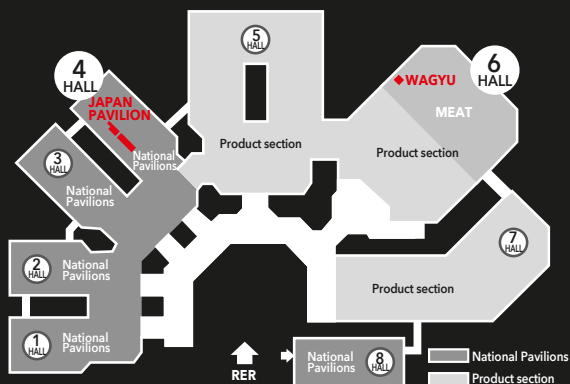 5
HALL
4
HALL
JAPAN
PAVILION
National
Pavilions
6
HALL
WAGYU
MEAT
Product section
Product section
3
HALL
National
Pavilions
2
HALL
National
Pavilions
1
HALL
National
Pavilions
7
HALL
Product section
RER
National
Pavilions
8
HALL
National Pavilions
Product section